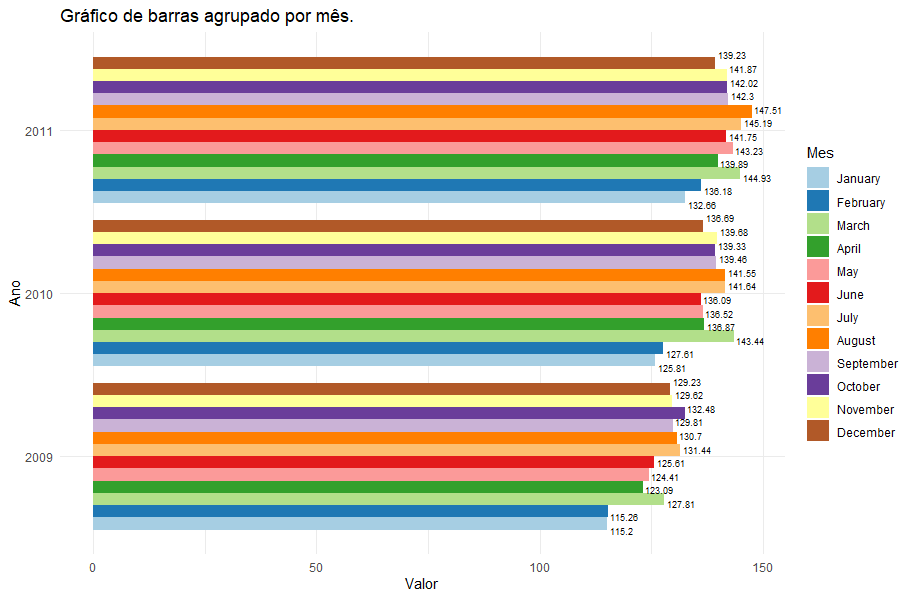 Gráfico de barras agrupado por mês.
139.23
141.87
142.02
142.3
147.51
145.19
2011
141.75
143.23
139.89
144.93
136.18
132.66
136.69
139.68
139.33
139.46
141.55
141.64
2010
136.09
136.52
136.87
143.44
127.61
125.81
129.23
129.62
132.48
129.81
130.7
131.44
2009
125.61
124.41
123.09
127.81
115.26
115.2
Ano
0
50
100
150
Valor
Mes
January
February
March
April
May
June
July
August
September
October
November
December